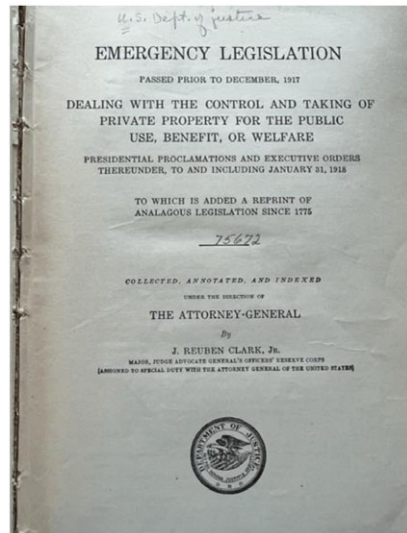 U.S. Dept. of justice
EMERGENCY LEGISLATION
PASSED PRIOR TO DECEMBER, 1917
DEALING WITH THE CONTROL AND TAKING OF
PRIVATE PROPERTY FOR THE PUBLIC
USE, BENEFIT, OR WELFARE
PRESIDENTIAL PROCLAMATIONS AND EXECUTIVE ORDERS
THEREUNDER, TO AND INCLUDING JANUARY 31, 1918
TO WHICH IS ADDED A REPRINT OF
ANALAGOUS LEGISLATION SINCE 1775
75672
COLLECTED, ANNOTATED, AND INDEXED
UNDER THE DIRECTION OF
THE ATTORNEY-GENERAL
By
J. REUBEN CLARK, JR.
MAJOR, JUDGE ADVOCATE GENERAL'S OFFICERS' RESERVE CORPS
(ASSIGNED TO SPECIAL DUTY WITH THE ATTORNEY GENERAL OF THE UNITED STATES)
DEPARTMENT OF JUSTICE